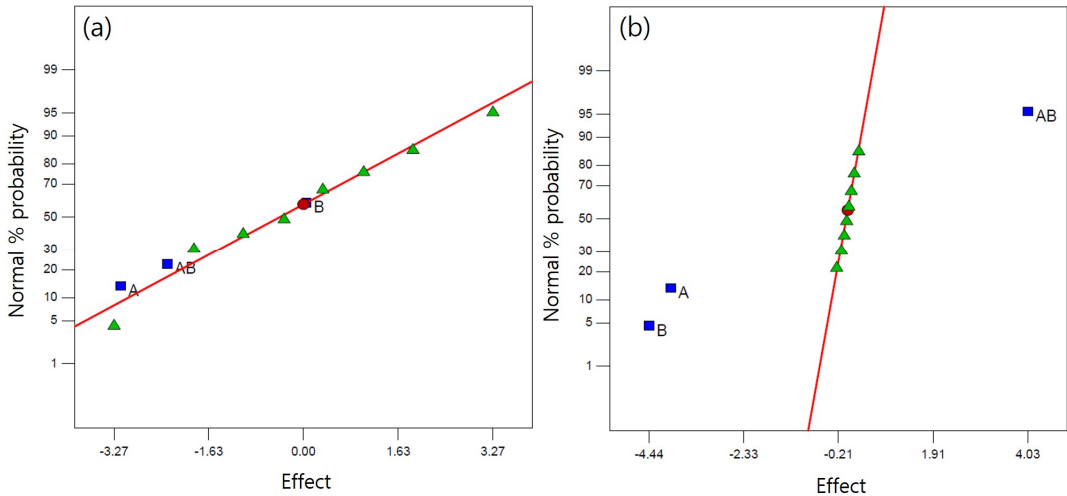 (a)
Normal % probability
99
95
90
80
70
50
30
20
10
5
1
B
AB
A
-3.27
-1.63
0.00
1.63
3.27
Effect
(b)
Normal % probability
99
95
90
80
70
50
30
20
10
5
1
AB
A
B
-4.44
-2.33
-0.21
1.91
4.03
Effect